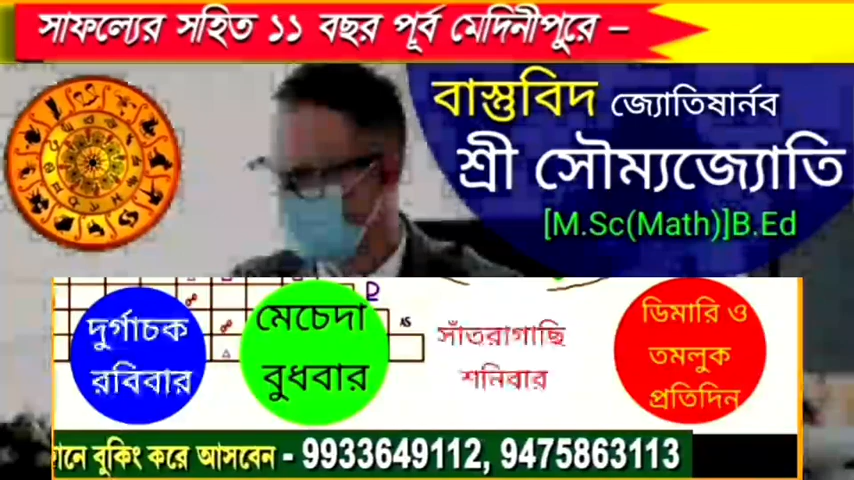 সাফল্যের সহিত ১১ বছর পূর্ব মেদিনীপুরে –
বাস্তুবিদ জ্যোতিষার্নব
শ্রী সৌম্যজ্যোতি
[M.Sc(Math)]B.Ed
দুর্গাচক
রবিবার
মেচেদা
বুধবার
সাঁতরাগাছি
শনিবার
ডিমারি ও
তমলুক
প্রতিদিন
বুকিং করে আসবেন - 9933649112, 9475863113